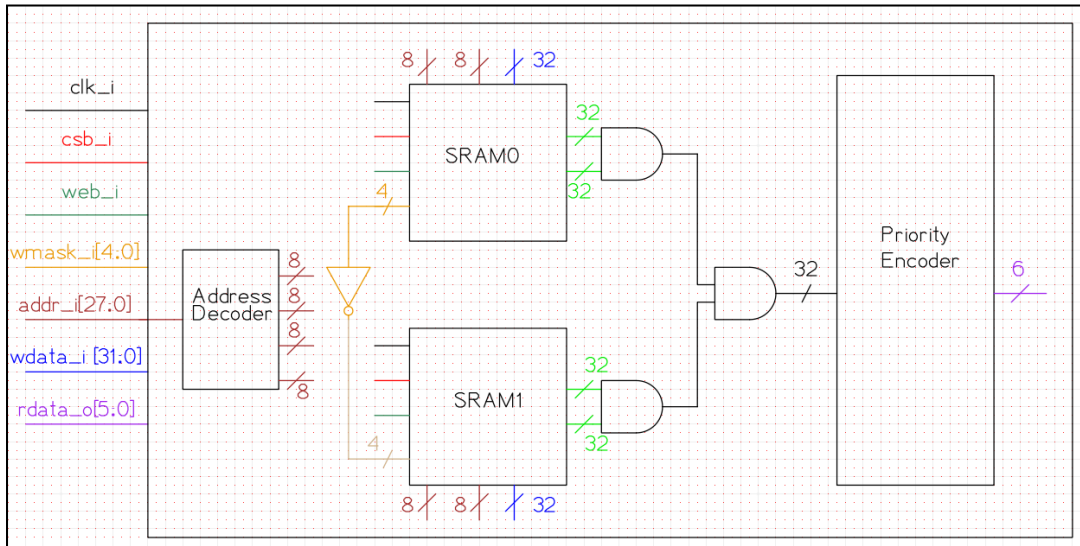 clk_i
csb_i
web_i
wmask_i[4:0]
addr_i[27:0]
wdata_i [31:0]
rdata_o[5:0]
Address
Decoder
8
8
8
8
8
8
32
SRAM0
4
32
32
SRAM1
4
32
32
8
8
32
32
Priority
Encoder
6